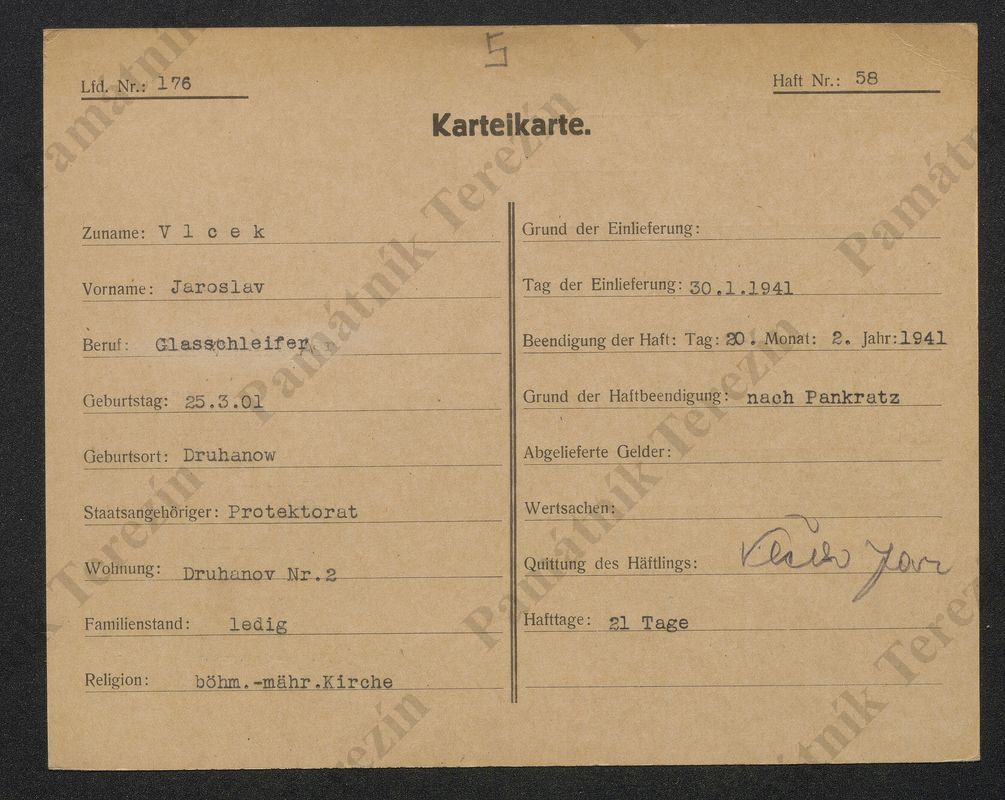 5
Lfd. Nr.: 176
Haft Nr.: 58
Karteikarte.
Zuname: Vlcek
Vorname: Jaroslav
Beruf: Glasschleifer
Geburtstag: 25.3.01
Geburtsort: Druhanow
Staatsangehöriger: Protektorat
Wohnung: Druhanov Nr.2
Familienstand: ledig
Religion: böhm.-mähr.Kirche
Grund der Einlieferung:
Tag der Einlieferung: 30.1.1941
Beendigung der Haft: Tag: 20. Monat: 2. Jahr: 1941
Grund der Haftbeendigung: nach Pankratz
Abgelieferte Gelder:
Wertsachen:
Quittung des Häftlings:
Hafttage: 21 Tage
Památník Terezín